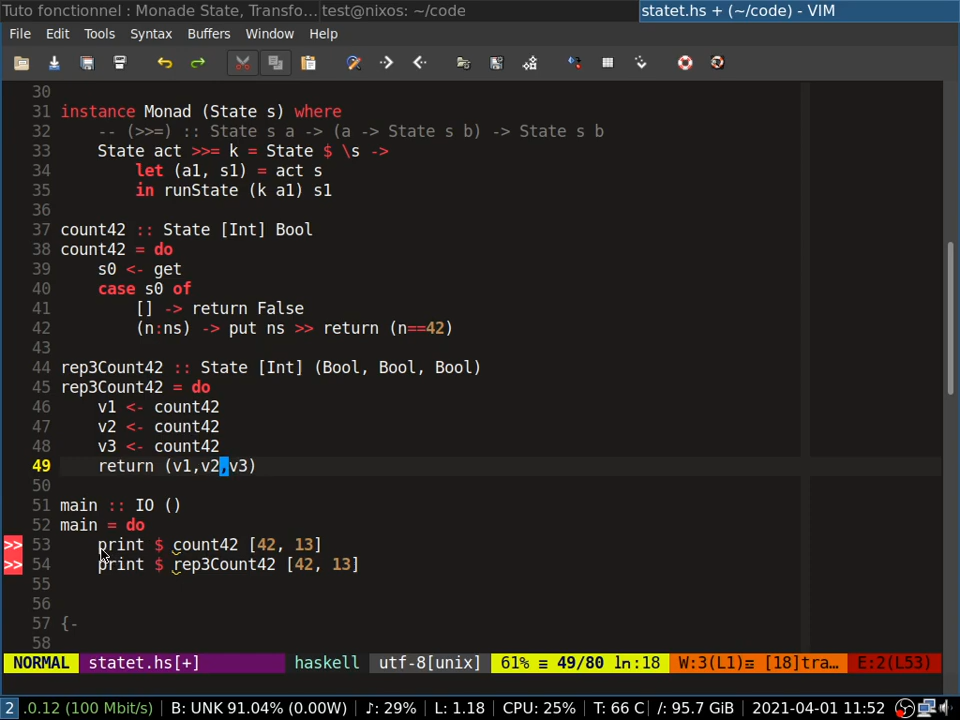 Tuto fonctionnel : Monade State, Transfo... test@nixos: ~/code statet.hs + (~/code) - VIM
File Edit Tools Syntax Buffers Window Help
30
31 instance Monad (State s) where
32     -- (>>=) :: State s a -> (a -> State s b) -> State s b
33     State act >>= k = State $ \s ->
34         let (a1, s1) = act s
35         in runState (k a1) s1
36
37 count42 :: State [Int] Bool
38 count42 = do
39     s0 <- get
40     case s0 of
41         [] -> return False
42         (n:ns) -> put ns >> return (n==42)
43
44 rep3Count42 :: State [Int] (Bool, Bool, Bool)
45 rep3Count42 = do
46     v1 <- count42
47     v2 <- count42
48     v3 <- count42
49     return (v1,v2,v3)
50
51 main :: IO ()
52 main = do
>> 53     print $ count42 [42, 13]
>> 54     print $ rep3Count42 [42, 13]
55
56
57 {-
58
NORMAL statet.hs[+] haskell utf-8[unix] 61% ≡ 49/80 ln:18 W:3(L1)≡ [18]tra… E:2(L53)
2 .0.12 (100 Mbit/s) B: UNK 91.04% (0.00W) ♪: 29% L: 1.18 CPU: 25% T: 66 C /: 95.7 GiB 2021-04-01 11:52